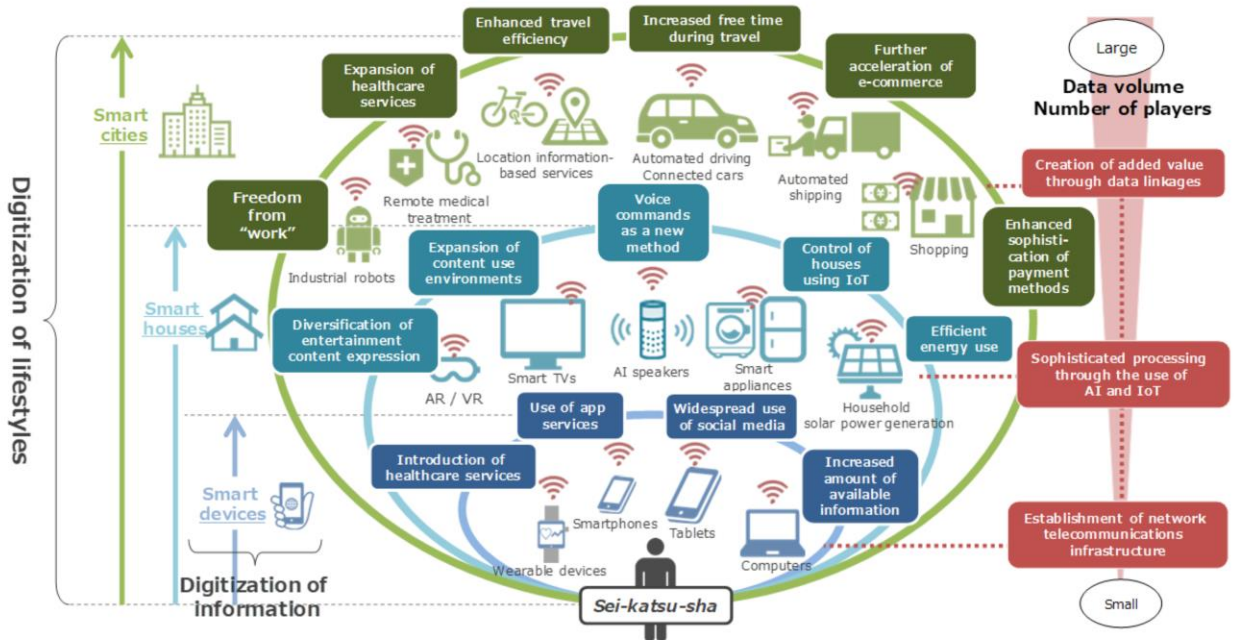 Enhanced travel
efficiency
Increased free time
during travel
Further
acceleration of
e-commerce
Expansion of
healthcare
services
Large
Data volume
Number of players
Smart
cities
Location information-
based services
Automated driving
Connected cars
Automated
shipping
Remote medical
treatment
Creation of added value
through data linkages
Freedom
from
“work”
Industrial robots
Voice
commands
as a new
method
Shopping
Enhanced
sophisti-
cation of
payment
methods
Expansion of
content use
environments
Control of
houses
using IoT
Digitization of lifestyles
Smart
houses
Diversification of
entertainment
content expression
Efficient
energy use
AR / VR
Smart TVs
AI speakers
Smart
appliances
Household
solar power generation
Sophisticated processing
through the use of
AI and IoT
Use of app
services
Widespread use
of social media
Introduction of
healthcare services
Increased
amount of
available
information
Smart
devices
Smartphones
Tablets
Wearable devices
Computers
Establishment of network
telecommunications
infrastructure
Digitization of
information
Sei-katsu-sha
Small
¥
¥